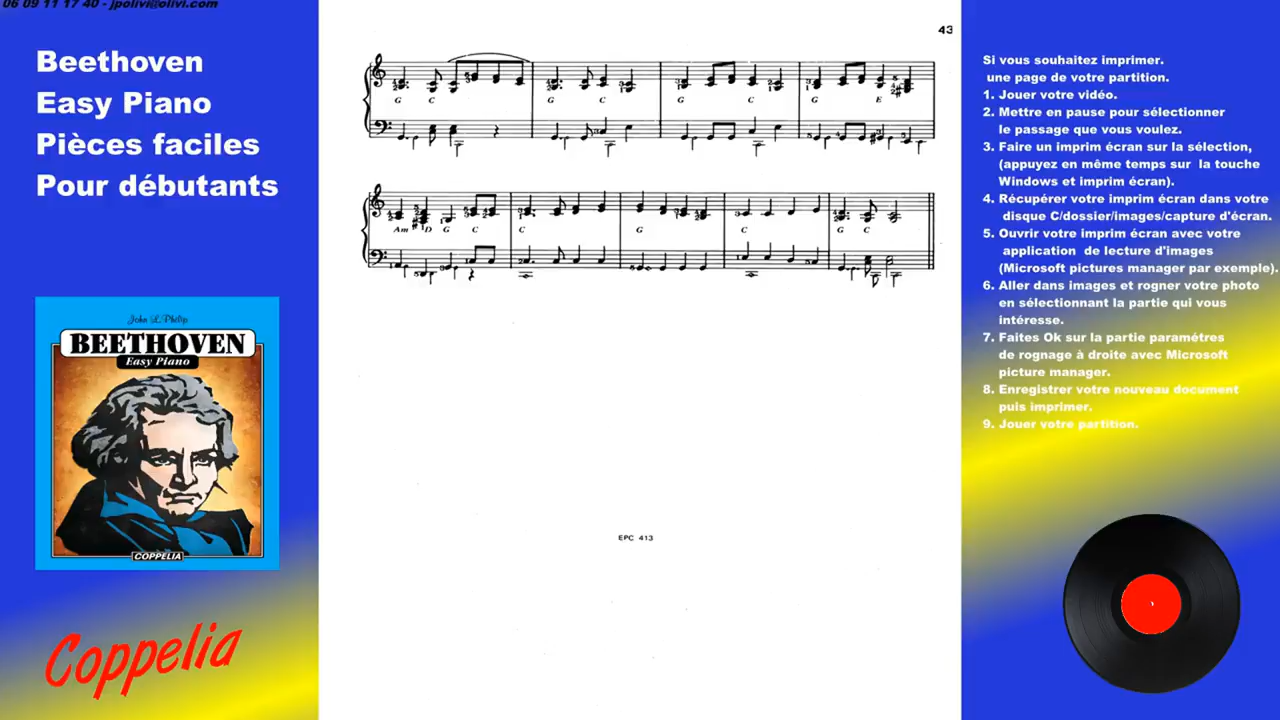 06 09 11 17 40 - jpolivi@olivi.com
Beethoven
Easy Piano
Pièces faciles
Pour débutants
John L. Philip
BEETHOVEN
Easy Piano
COPPELIA
Coppelia
43
G C G C G C G E
Am D G C C G C G C
EPC 413
Si vous souhaitez imprimer.
une page de votre partition.
1. Jouer votre vidéo.
2. Mettre en pause pour sélectionner
le passage que vous voulez.
3. Faire un imprim écran sur la sélection,
(appuyez en même temps sur la touche
Windows et imprim écran).
4. Récupérer votre imprim écran dans votre
disque C/dossier/images/capture d'écran.
5. Ouvrir votre imprim écran avec votre
application de lecture d'images
(Microsoft pictures manager par exemple).
6. Aller dans images et rogner votre photo
en sélectionnant la partie qui vous
intéresse.
7. Faites Ok sur la partie paramétres
de rognage à droite avec Microsoft
picture manager.
8. Enregistrer votre nouveau document
puis imprimer.
9. Jouer votre partition.